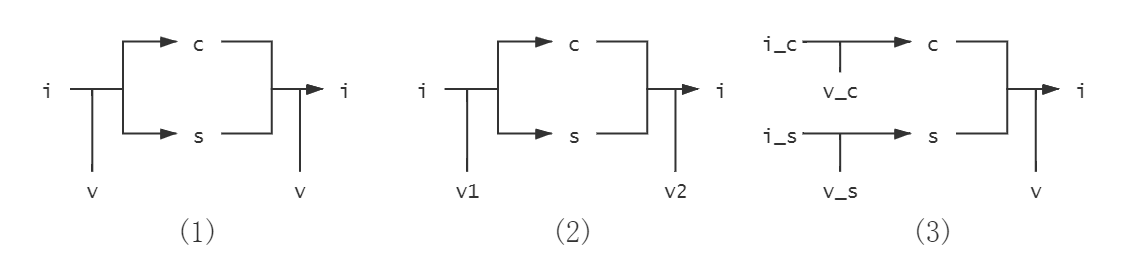 c c i_c c
i i i i v_c i
s s i_s s
v v v1 v2 v_s v
(1) (2) (3)